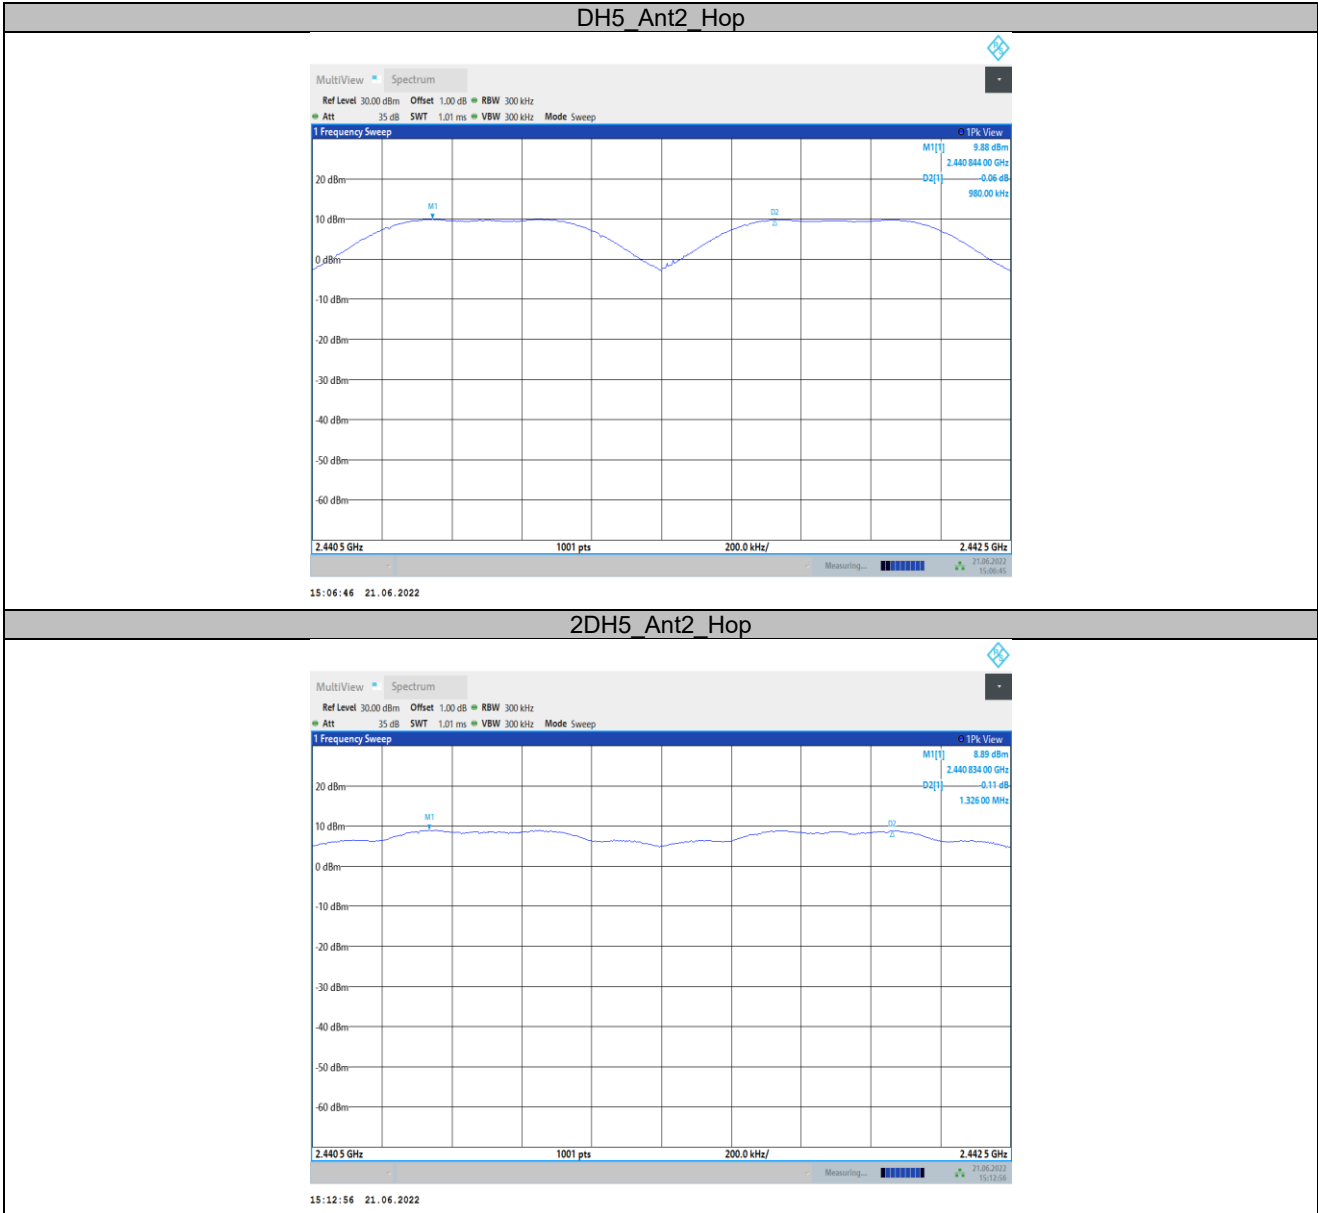 DH5_Ant2_Hop
MultiView Spectrum
Ref Level 30.00 dBm Offset 1.00 dB RBW 300 kHz
Att 35 dB SWT 1.01 ms VBW 300 kHz Mode Sweep
1 Frequency Sweep 1Pk View
M1[1] 9.88 dBm
2.440 844 00 GHz
20 dBm D2[1] -0.06 dB
980.00 kHz
M1
D2
10 dBm
0 dBm
-10 dBm
-20 dBm
-30 dBm
-40 dBm
-50 dBm
-60 dBm
2.440 5 GHz 1001 pts 200.0 kHz/ 2.442 5 GHz
Measuring... 21.06.2022
15:06:45
15:06:46 21.06.2022
2DH5_Ant2_Hop
MultiView Spectrum
Ref Level 30.00 dBm Offset 1.00 dB RBW 300 kHz
Att 35 dB SWT 1.01 ms VBW 300 kHz Mode Sweep
1 Frequency Sweep 1Pk View
M1[1] 8.89 dBm
2.440 834 00 GHz
20 dBm D2[1] -0.11 dB
1.326 00 MHz
M1
D2
10 dBm
0 dBm
-10 dBm
-20 dBm
-30 dBm
-40 dBm
-50 dBm
-60 dBm
2.440 5 GHz 1001 pts 200.0 kHz/ 2.442 5 GHz
Measuring... 21.06.2022
15:12:56
15:12:56 21.06.2022